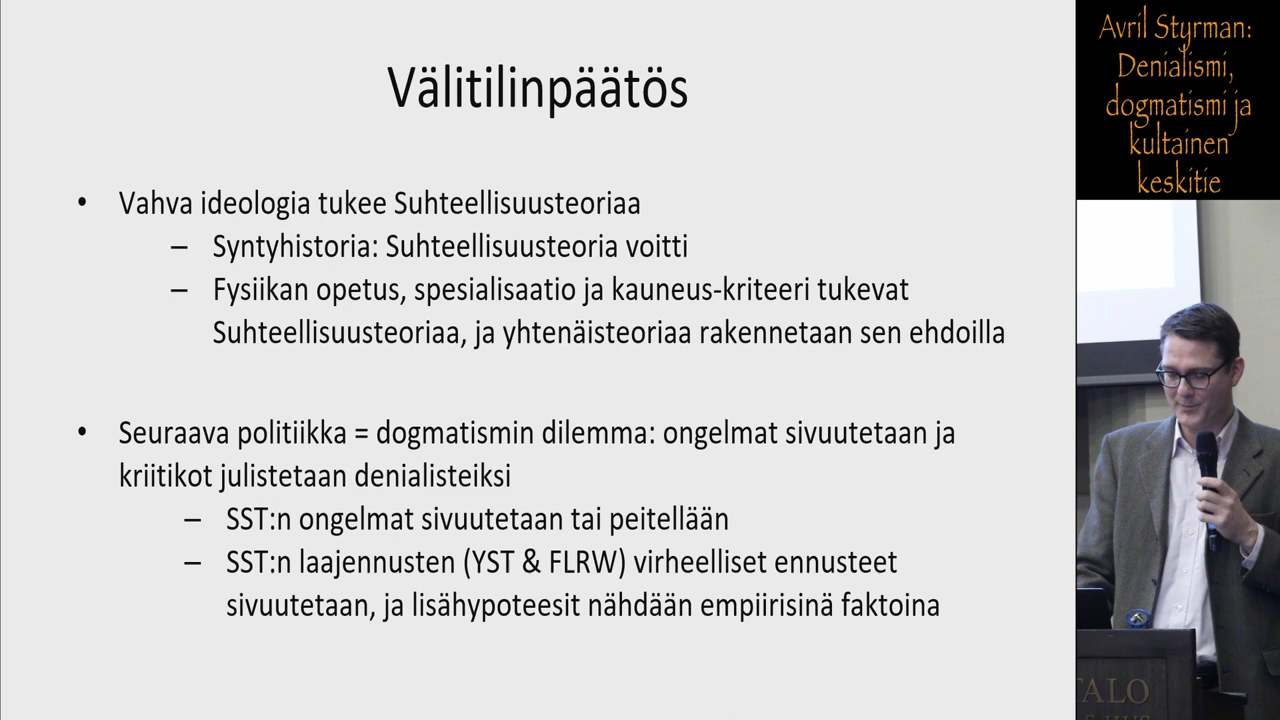 Välitilinpäätös
• Vahva ideologia tukee Suhteellisuusteoriaa
– Syntyhistoria: Suhteellisuusteoria voitti
– Fysiikan opetus, spesialisaatio ja kauneus-kriteeri tukevat
Suhteellisuusteoriaa, ja yhtenäisteoriaa rakennetaan sen ehdoilla
• Seuraava politiikka = dogmatismin dilemma: ongelmat sivuutetaan ja
kriitikot julistetaan denialisteiksi
– SST:n ongelmat sivuutetaan tai peitellään
– SST:n laajennusten (YST & FLRW) virheelliset ennusteet
sivuutetaan, ja lisähypoteesit nähdään empiirisinä faktoina
Avril Styrman:
Denialismi,
dogmatismi ja
kultainen
keskitie
TALO